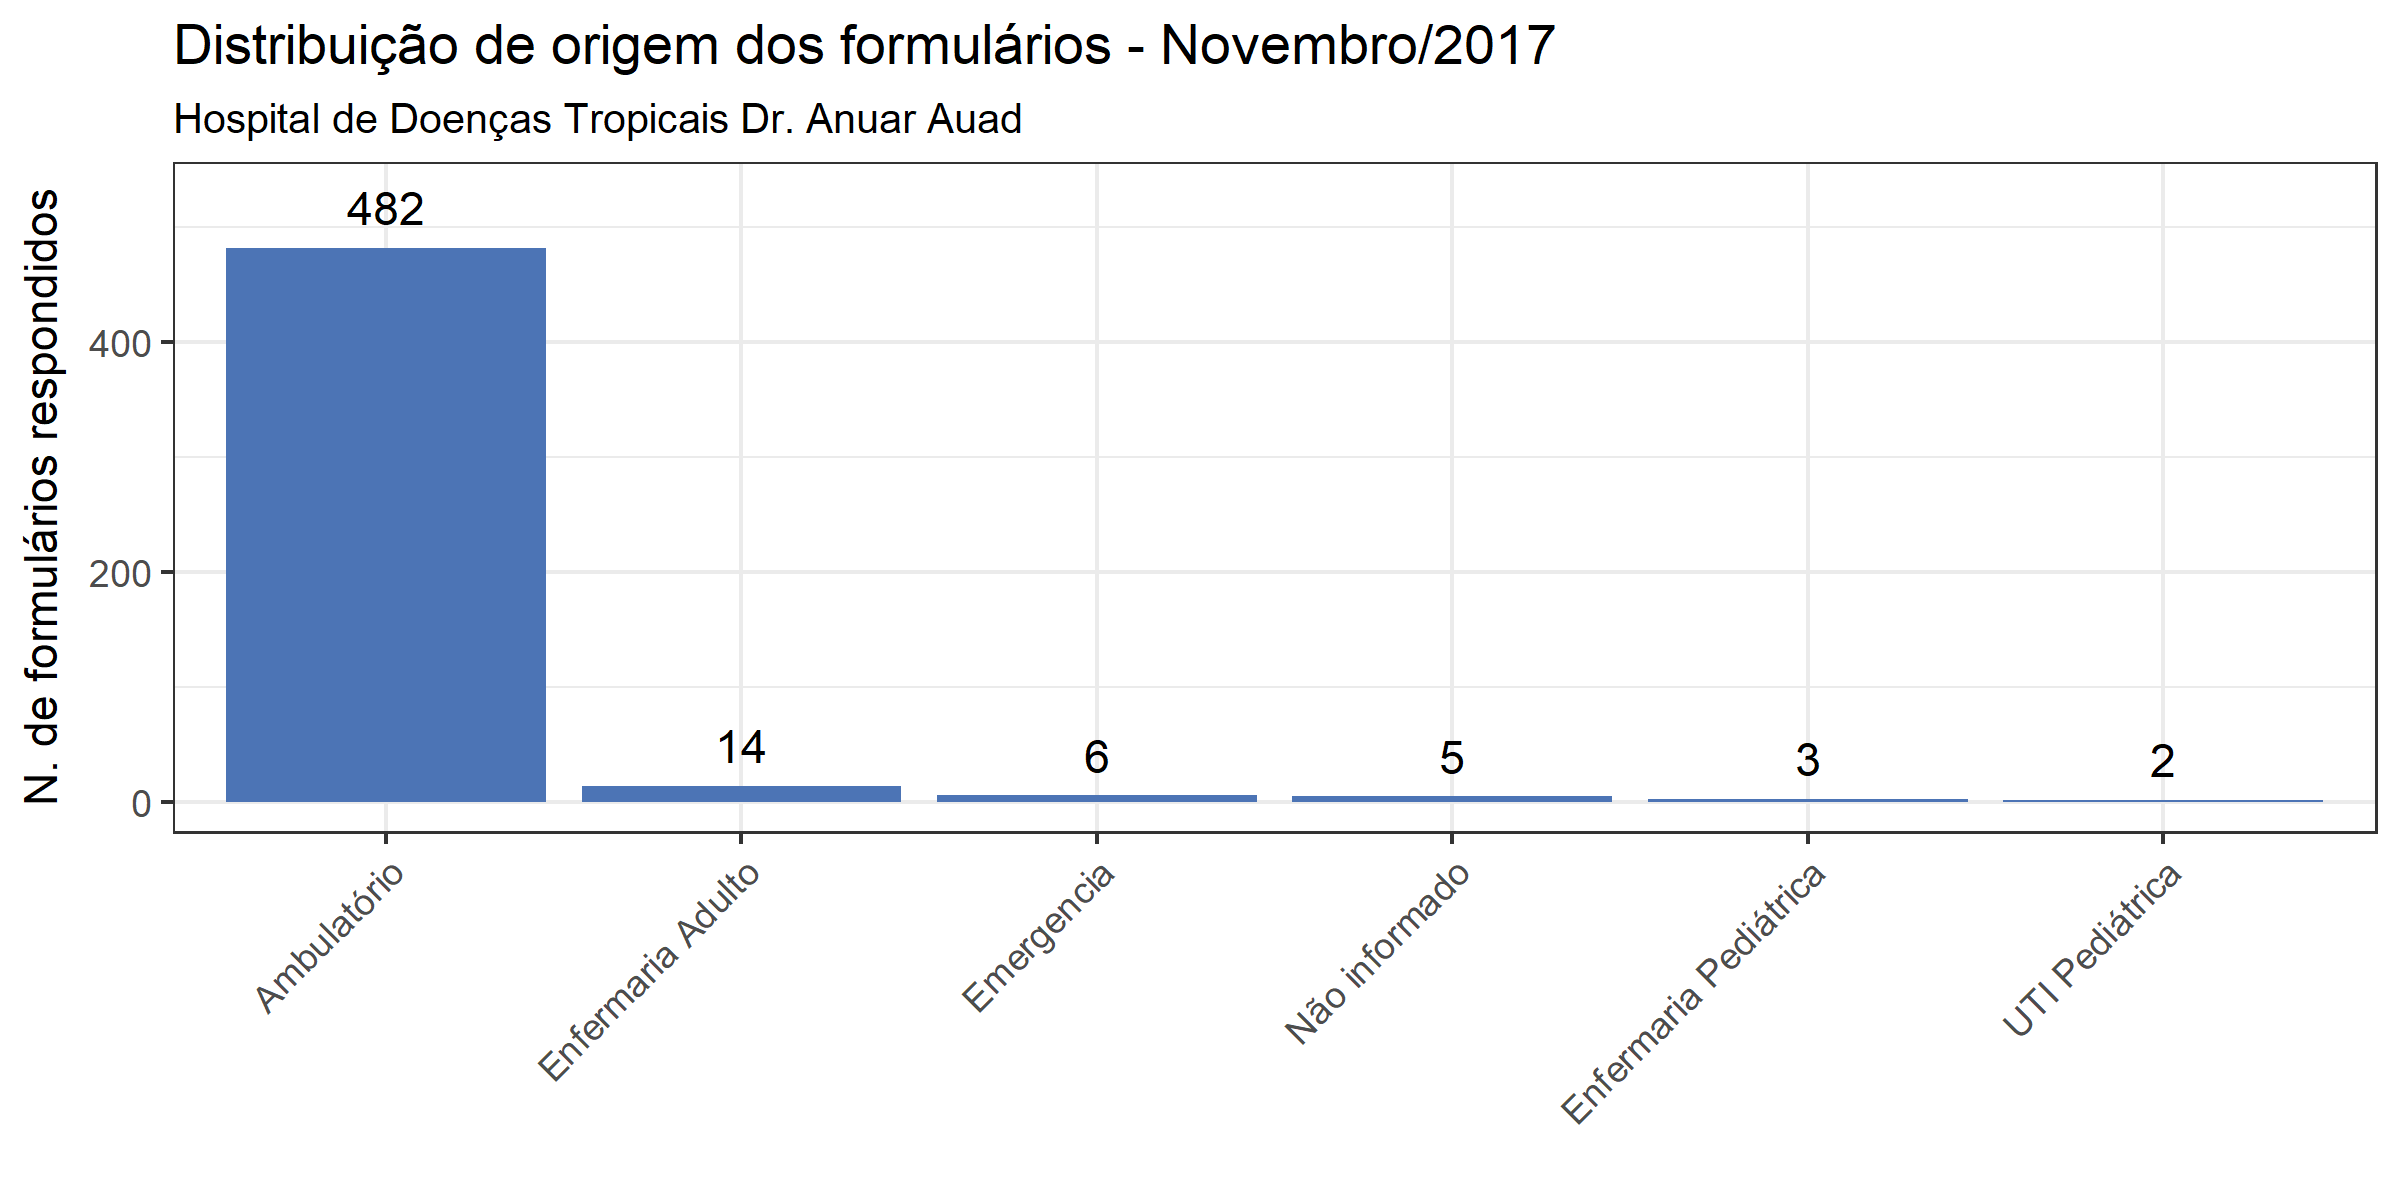 Distribuição de origem dos formulários - Novembro/2017
Hospital de Doenças Tropicais Dr. Anuar Auad
N. de formulários respondidos
400
200
0
482
14
6
5
3
2
Ambulatório
Enfermaria Adulto
Emergencia
Não informado
Enfermaria Pediátrica
UTI Pediátrica